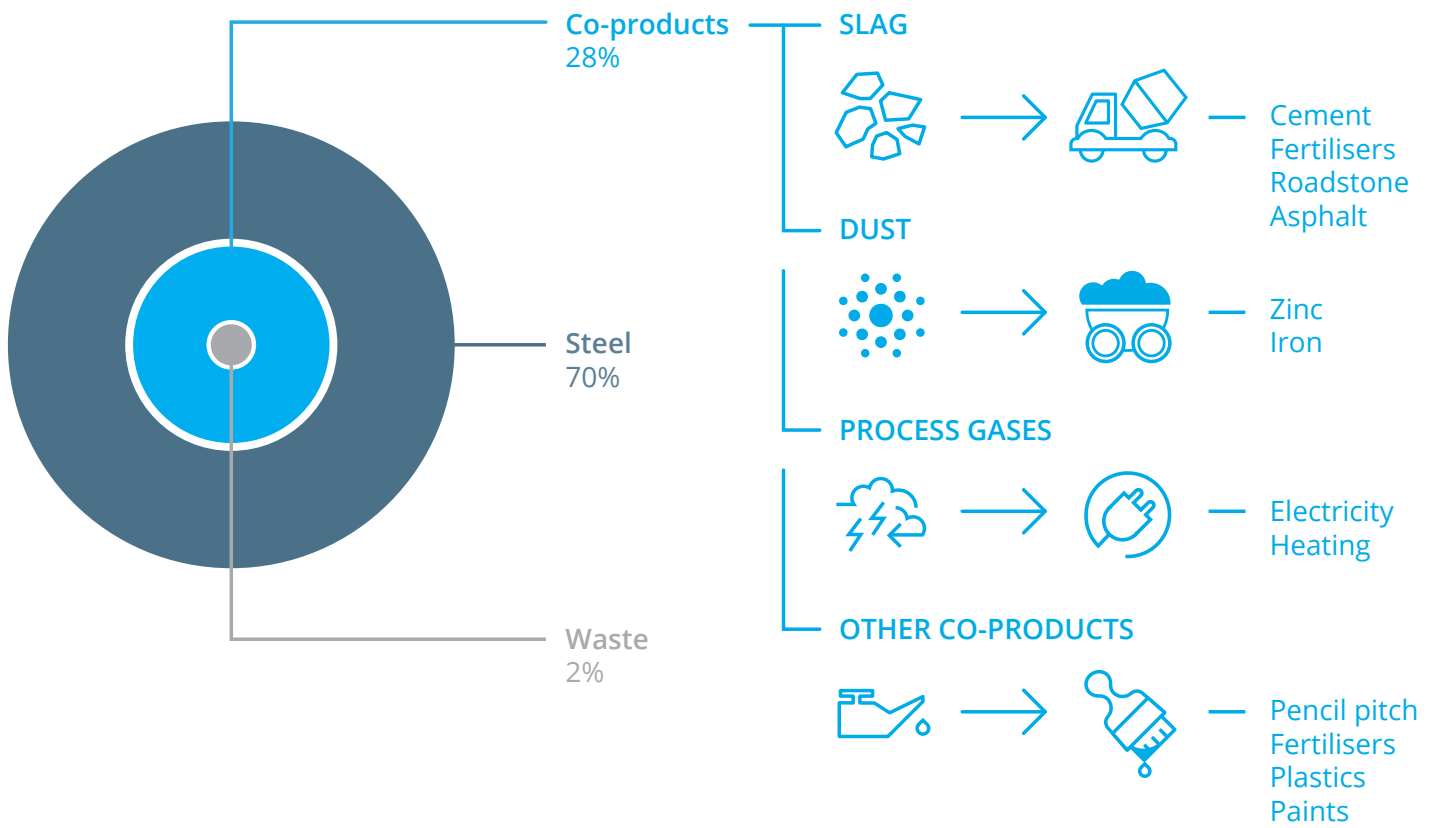 Co-products
28%
SLAG
Cement
Fertilisers
Roadstone
Asphalt
DUST
Zinc
Iron
Steel
70%
PROCESS GASES
Electricity
Heating
OTHER CO-PRODUCTS
Waste
2%
Pencil pitch
Fertilisers
Plastics
Paints